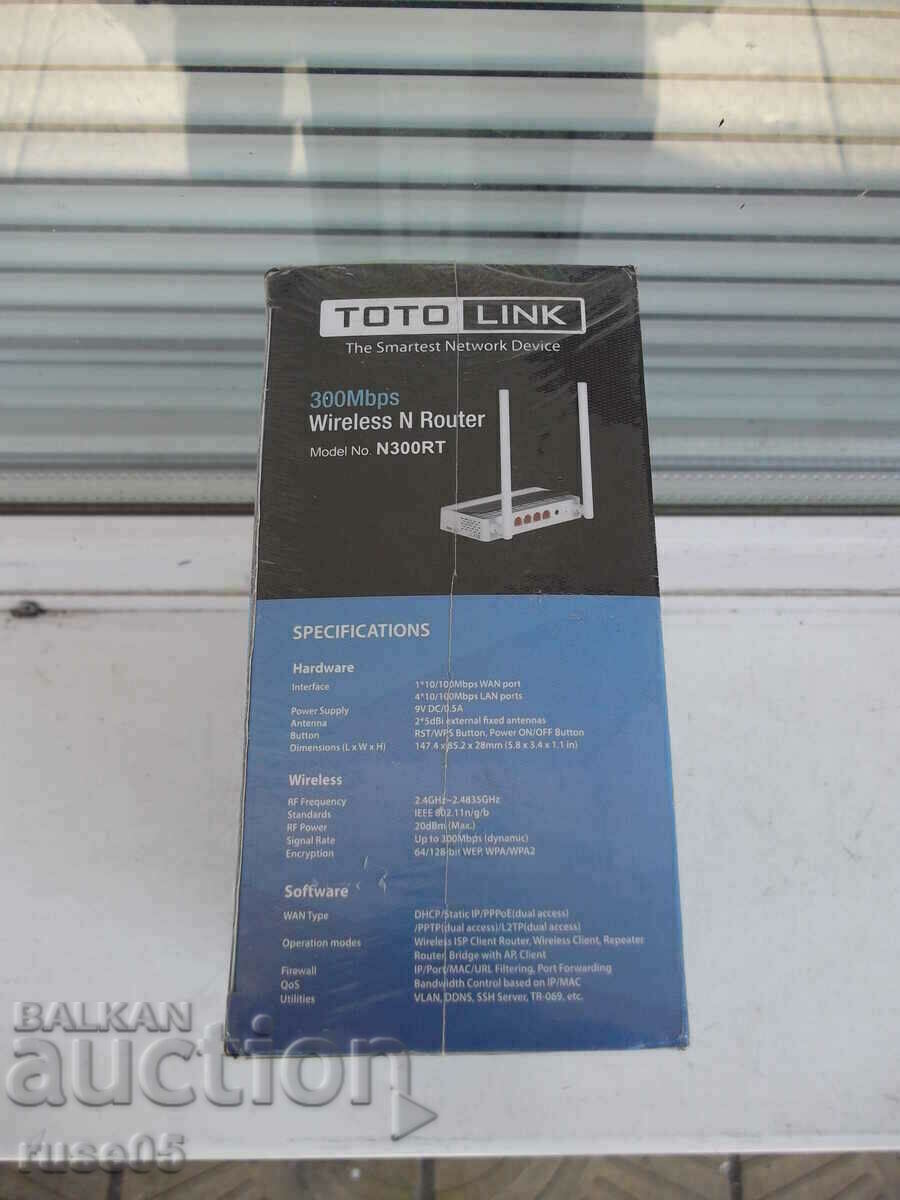 TOTO LINK
The Smartest Network Device
300Mbps
Wireless N Router
Model No. N300RT
SPECIFICATIONS
Hardware
Interface 1*10/100Mbps WAN port
4*10/100Mbps LAN ports
Power Supply 9V DC/0.5A
Antenna 2*5dBi external fixed antennas
Button RST/WPS Button, Power ON/OFF Button
Dimensions (L x W x H) 147.4 x 85.2 x 28mm (5.8 x 3.4 x 1.1 in)
Wireless
RF Frequency 2.4GHz~2.4835GHz
Standards IEEE 802.11n/g/b
RF Power 20dBm (Max.)
Signal Rate Up to 300Mbps (dynamic)
Encryption 64/128-bit WEP, WPA/WPA2
Software
WAN Type DHCP/Static IP/PPPoE(dual access)
/PPTP(dual access)/L2TP(dual access)
Operation modes Wireless ISP Client Router, Wireless Client, Repeater
Router, Bridge with AP, Client
Firewall IP/Port/MAC/URL Filtering, Port Forwarding
QoS Bandwidth Control based on IP/MAC
Utilities VLAN, DDNS, SSH Server, TR-069, etc.
BALKAN
auction
ruse05